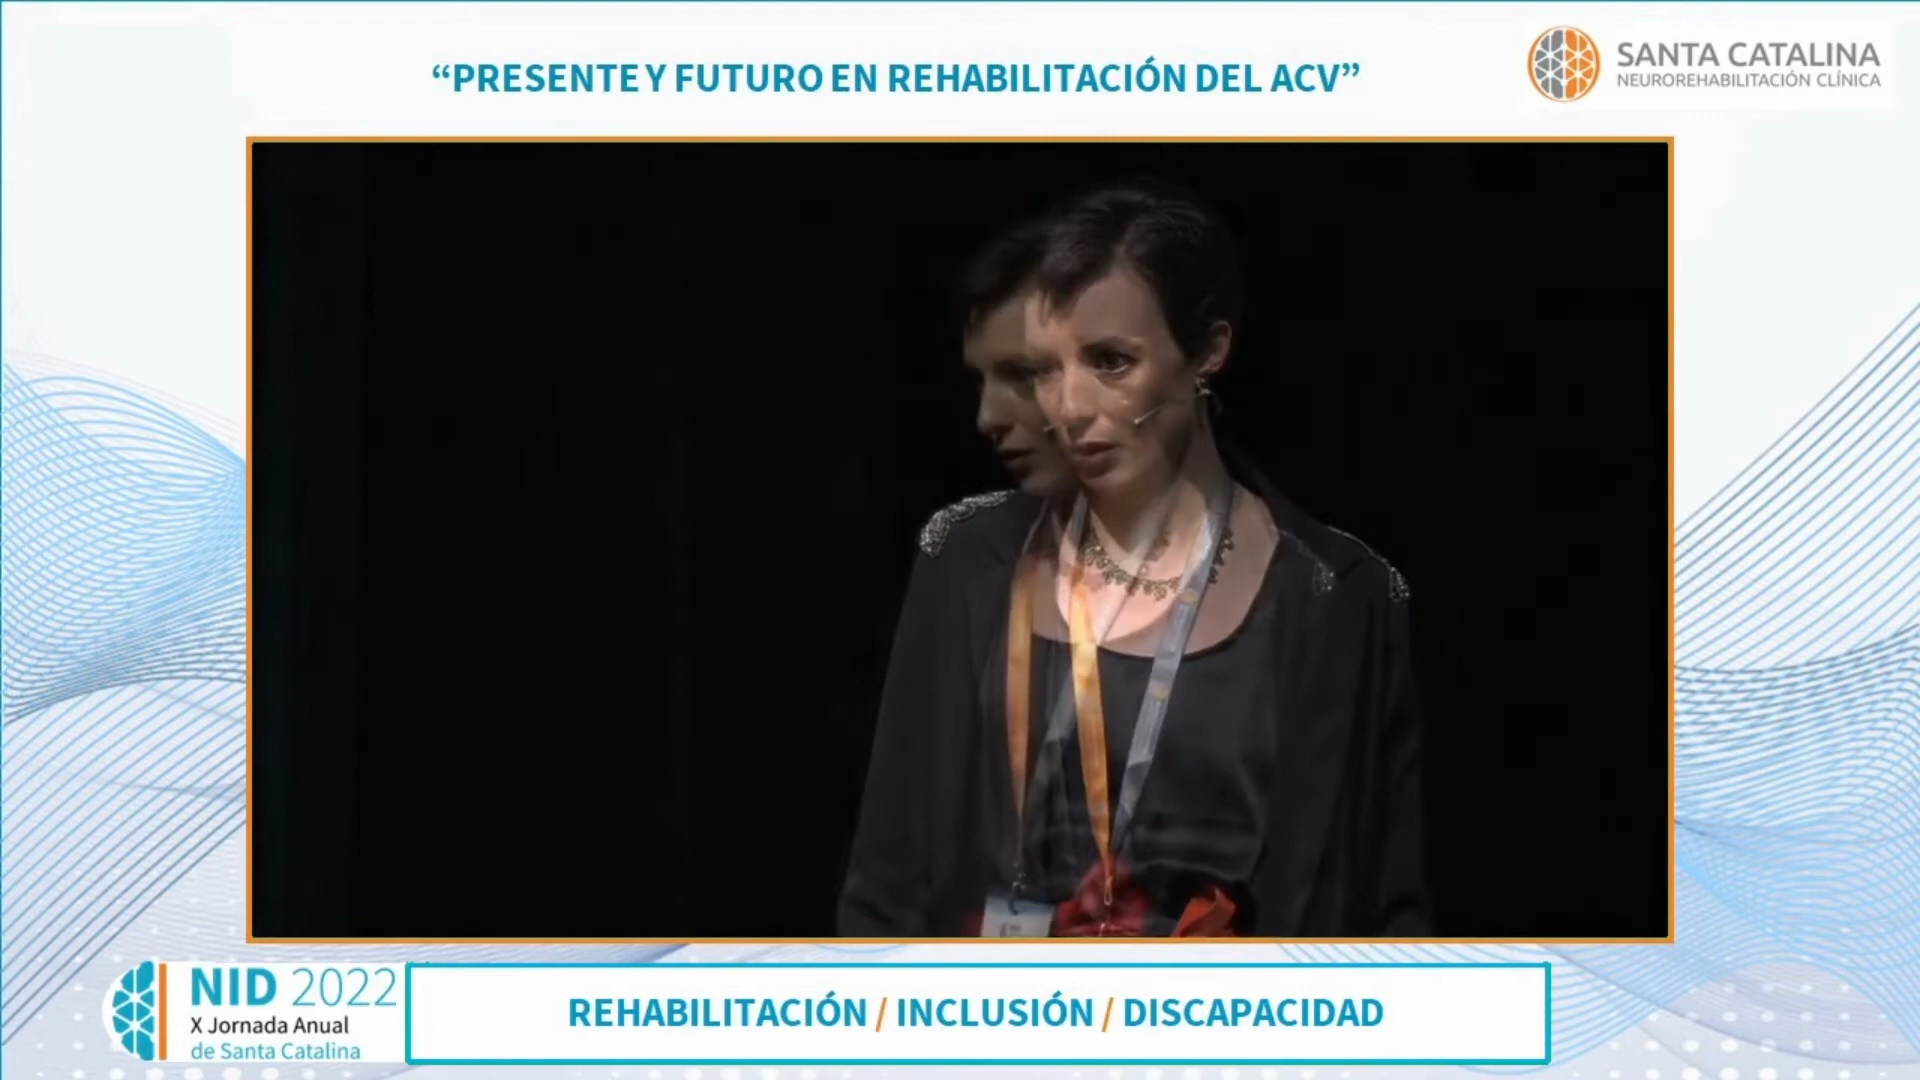 “PRESENTE Y FUTURO EN REHABILITACIÓN DEL ACV”
SANTA CATALINA
NEUROREHABILITACIÓN CLÍNICA
NID 2022
X Jornada Anual
de Santa Catalina
REHABILITACIÓN / INCLUSIÓN / DISCAPACIDAD